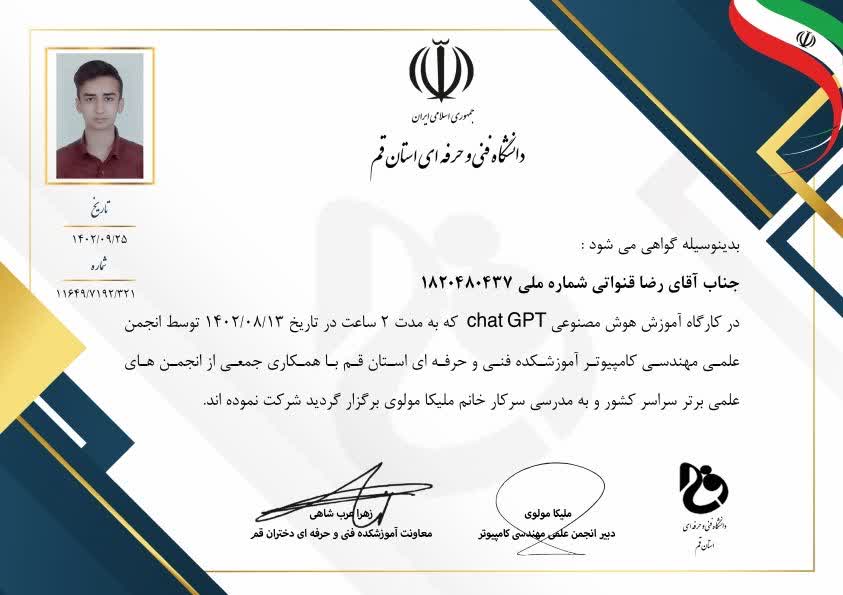 جمهوری اسلامی ایران
دانشگاه فنی و حرفه ای استان قم
تاریخ
۱۴۰۲/۰۹/۲۵
شماره
۱۱۶۴۹/۷۱۹۲/۳۲۱
بدینوسیله گواهی می شود :
جناب آقای رضا قنواتی شماره ملی ۱۸۲۰۴۸۰۴۳۷
در کارگاه آموزش هوش مصنوعی chat GPT که به مدت ۲ ساعت در تاریخ ۱۴۰۲/۰۸/۱۳ توسط انجمن
علمی مهندسی کامپیوتر آموزشکده فنی و حرفه ای استان قم با همکاری جمعی از انجمن های
علمی برتر سراسر کشور و به مدرسی سرکار خانم ملیکا مولوی برگزار گردید شرکت نموده اند.
ملیکا مولوی
دبیر انجمن علمی مهندسی کامپیوتر
زهرا عرب شاهی
معاونت آموزشکده فنی و حرفه ای دختران قم
دانشگاه فنی و حرفه ای
استان قم